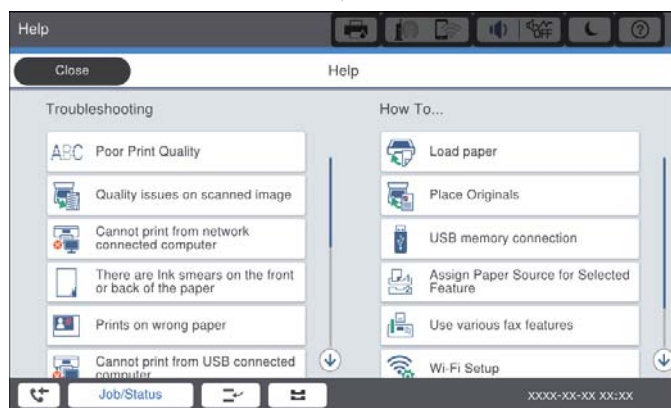 Help
OFF
Close
Help
Troubleshooting
ABC
Poor Print Quality
Quality issues on scanned image
Cannot print from network
connected computer
There are Ink smears on the front
or back of the paper
Prints on wrong paper
Cannot print from USB connected
computer
How To...
Load paper
Place Originals
USB memory connection
Assign Paper Source for Selected
Feature
Use various fax features
Wi-Fi Setup
Job/Status
XXXX-XX-XX XX:XX